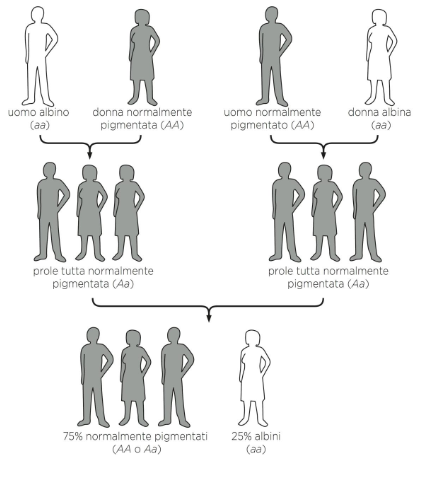 uomo albino
(aa)
donna normalmente
pigmentata (AA)
uomo normalmente
pigmentato (AA)
donna albina
(aa)
prole tutta normalmente
pigmentata (Aa)
prole tutta normalmente
pigmentata (Aa)
75% normalmente pigmentati
(AA o Aa)
25% albini
(aa)